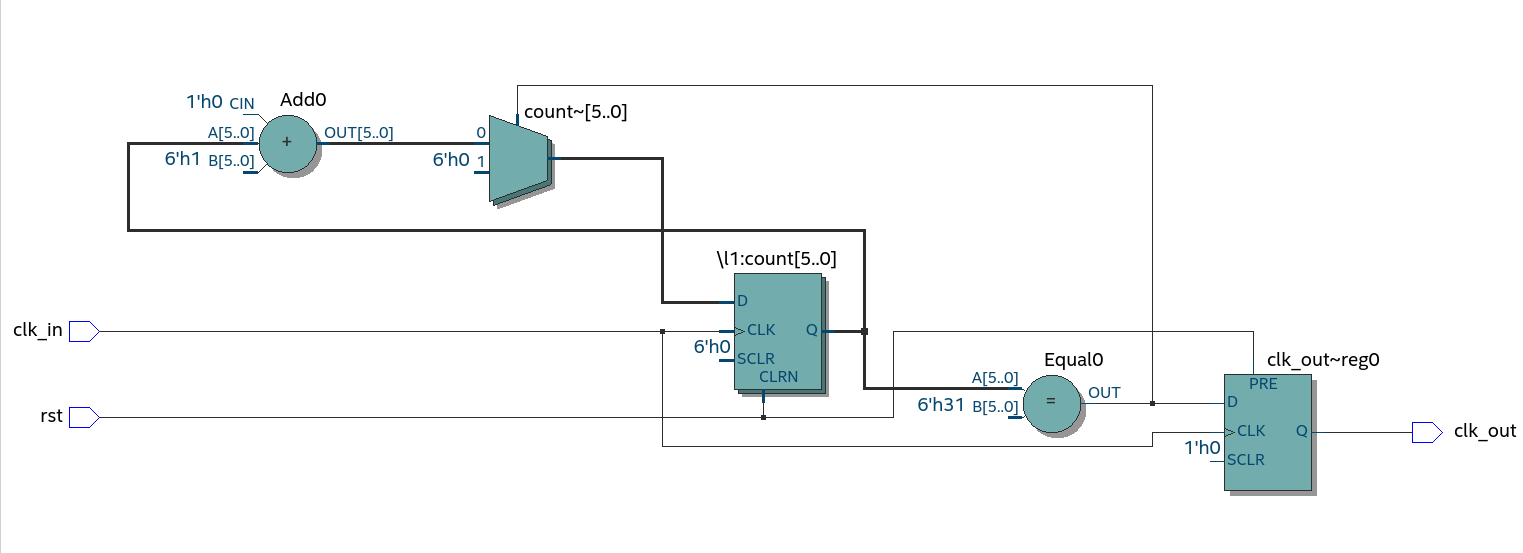 1'h0 CIN
Add0
A[5..0]
+
OUT[5..0]
6'h1 B[5..0]
count~[5..0]
0
6'h0 1
\l1:count[5..0]
D
clk_in
CLK
Q
6'h0
SCLR
CLRN
rst
Equal0
A[5..0]
=
OUT
6'h31 B[5..0]
clk_out~reg0
PRE
D
CLK
Q
clk_out
1'h0
SCLR